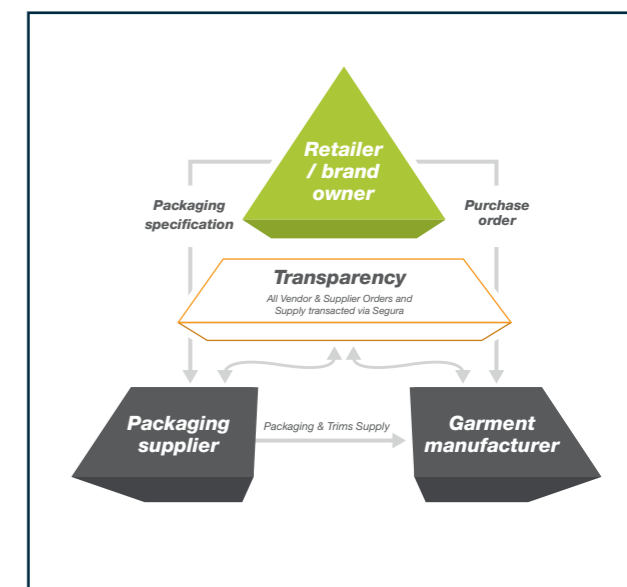 Retailer
/ brand
owner
Packaging
specification
Purchase
order
Transparency
All Vendor & Supplier Orders and
Supply transacted via Segura
Packaging
supplier
Packaging & Trims Supply
Garment
manufacturer